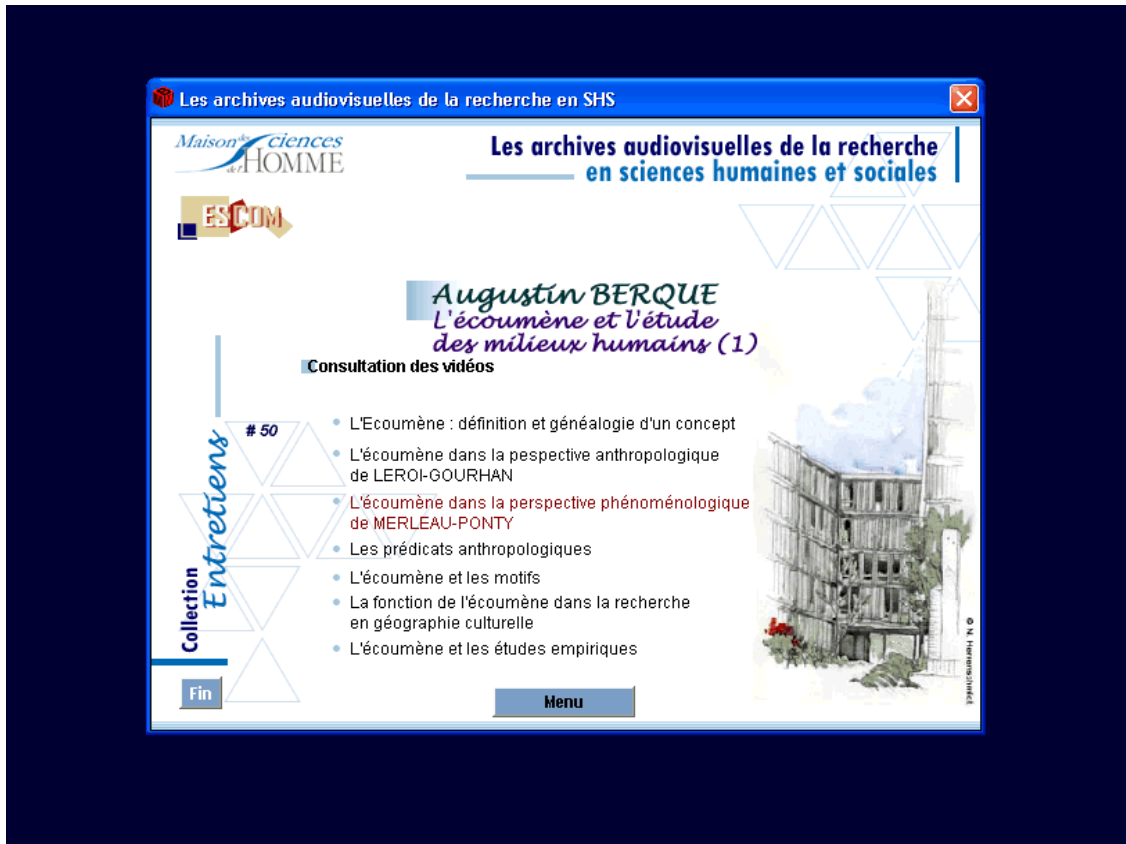 Les archives audiovisuelles de la recherche en SHS
Maison des Sciences
de l'HOMME
Les archives audiovisuelles de la recherche
en sciences humaines et sociales
ESCOM
Augustin BERQUE
L'écoumène et l'étude
des milieux humains (1)
Consultation des vidéos
Collection
Entretiens
# 50
L'Ecoumène : définition et généalogie d'un concept
L'écoumène dans la pespective anthropologique
de LEROI-GOURHAN
L'écoumène dans la perspective phénoménologique
de MERLEAU-PONTY
Les prédicats anthropologiques
L'écoumène et les motifs
La fonction de l'écoumène dans la recherche
en géographie culturelle
L'écoumène et les études empiriques
Fin
Menu
© N. Herrenschmidt